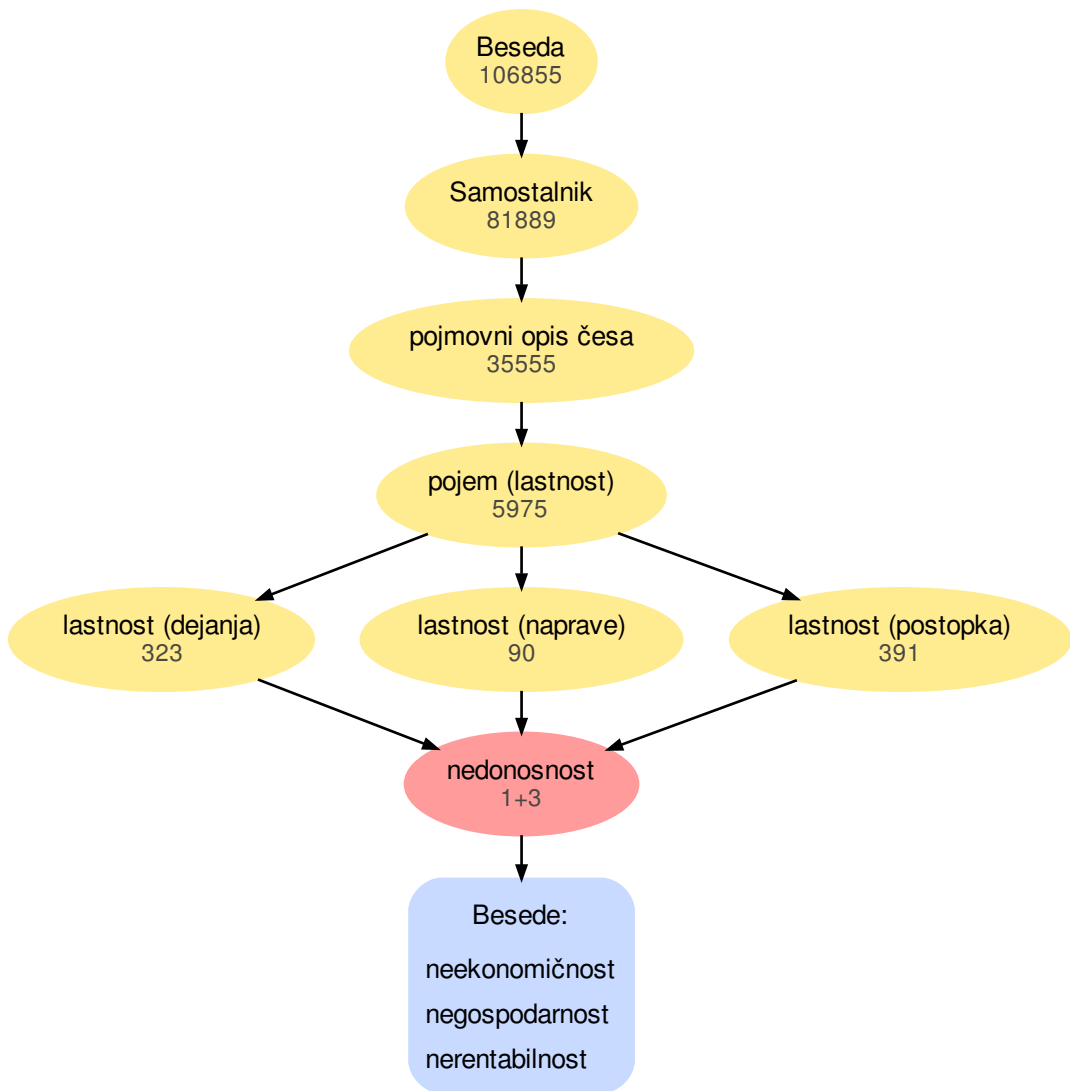 Beseda
106855
Samostalnik
81889
pojmovni opis česa
35555
pojem (lastnost)
5975
lastnost (dejanja)
323
lastnost (naprave)
90
lastnost (postopka)
391
nedonosnost
1+3
Besede:
neekonomičnost
negospodarnost
nerentabilnost